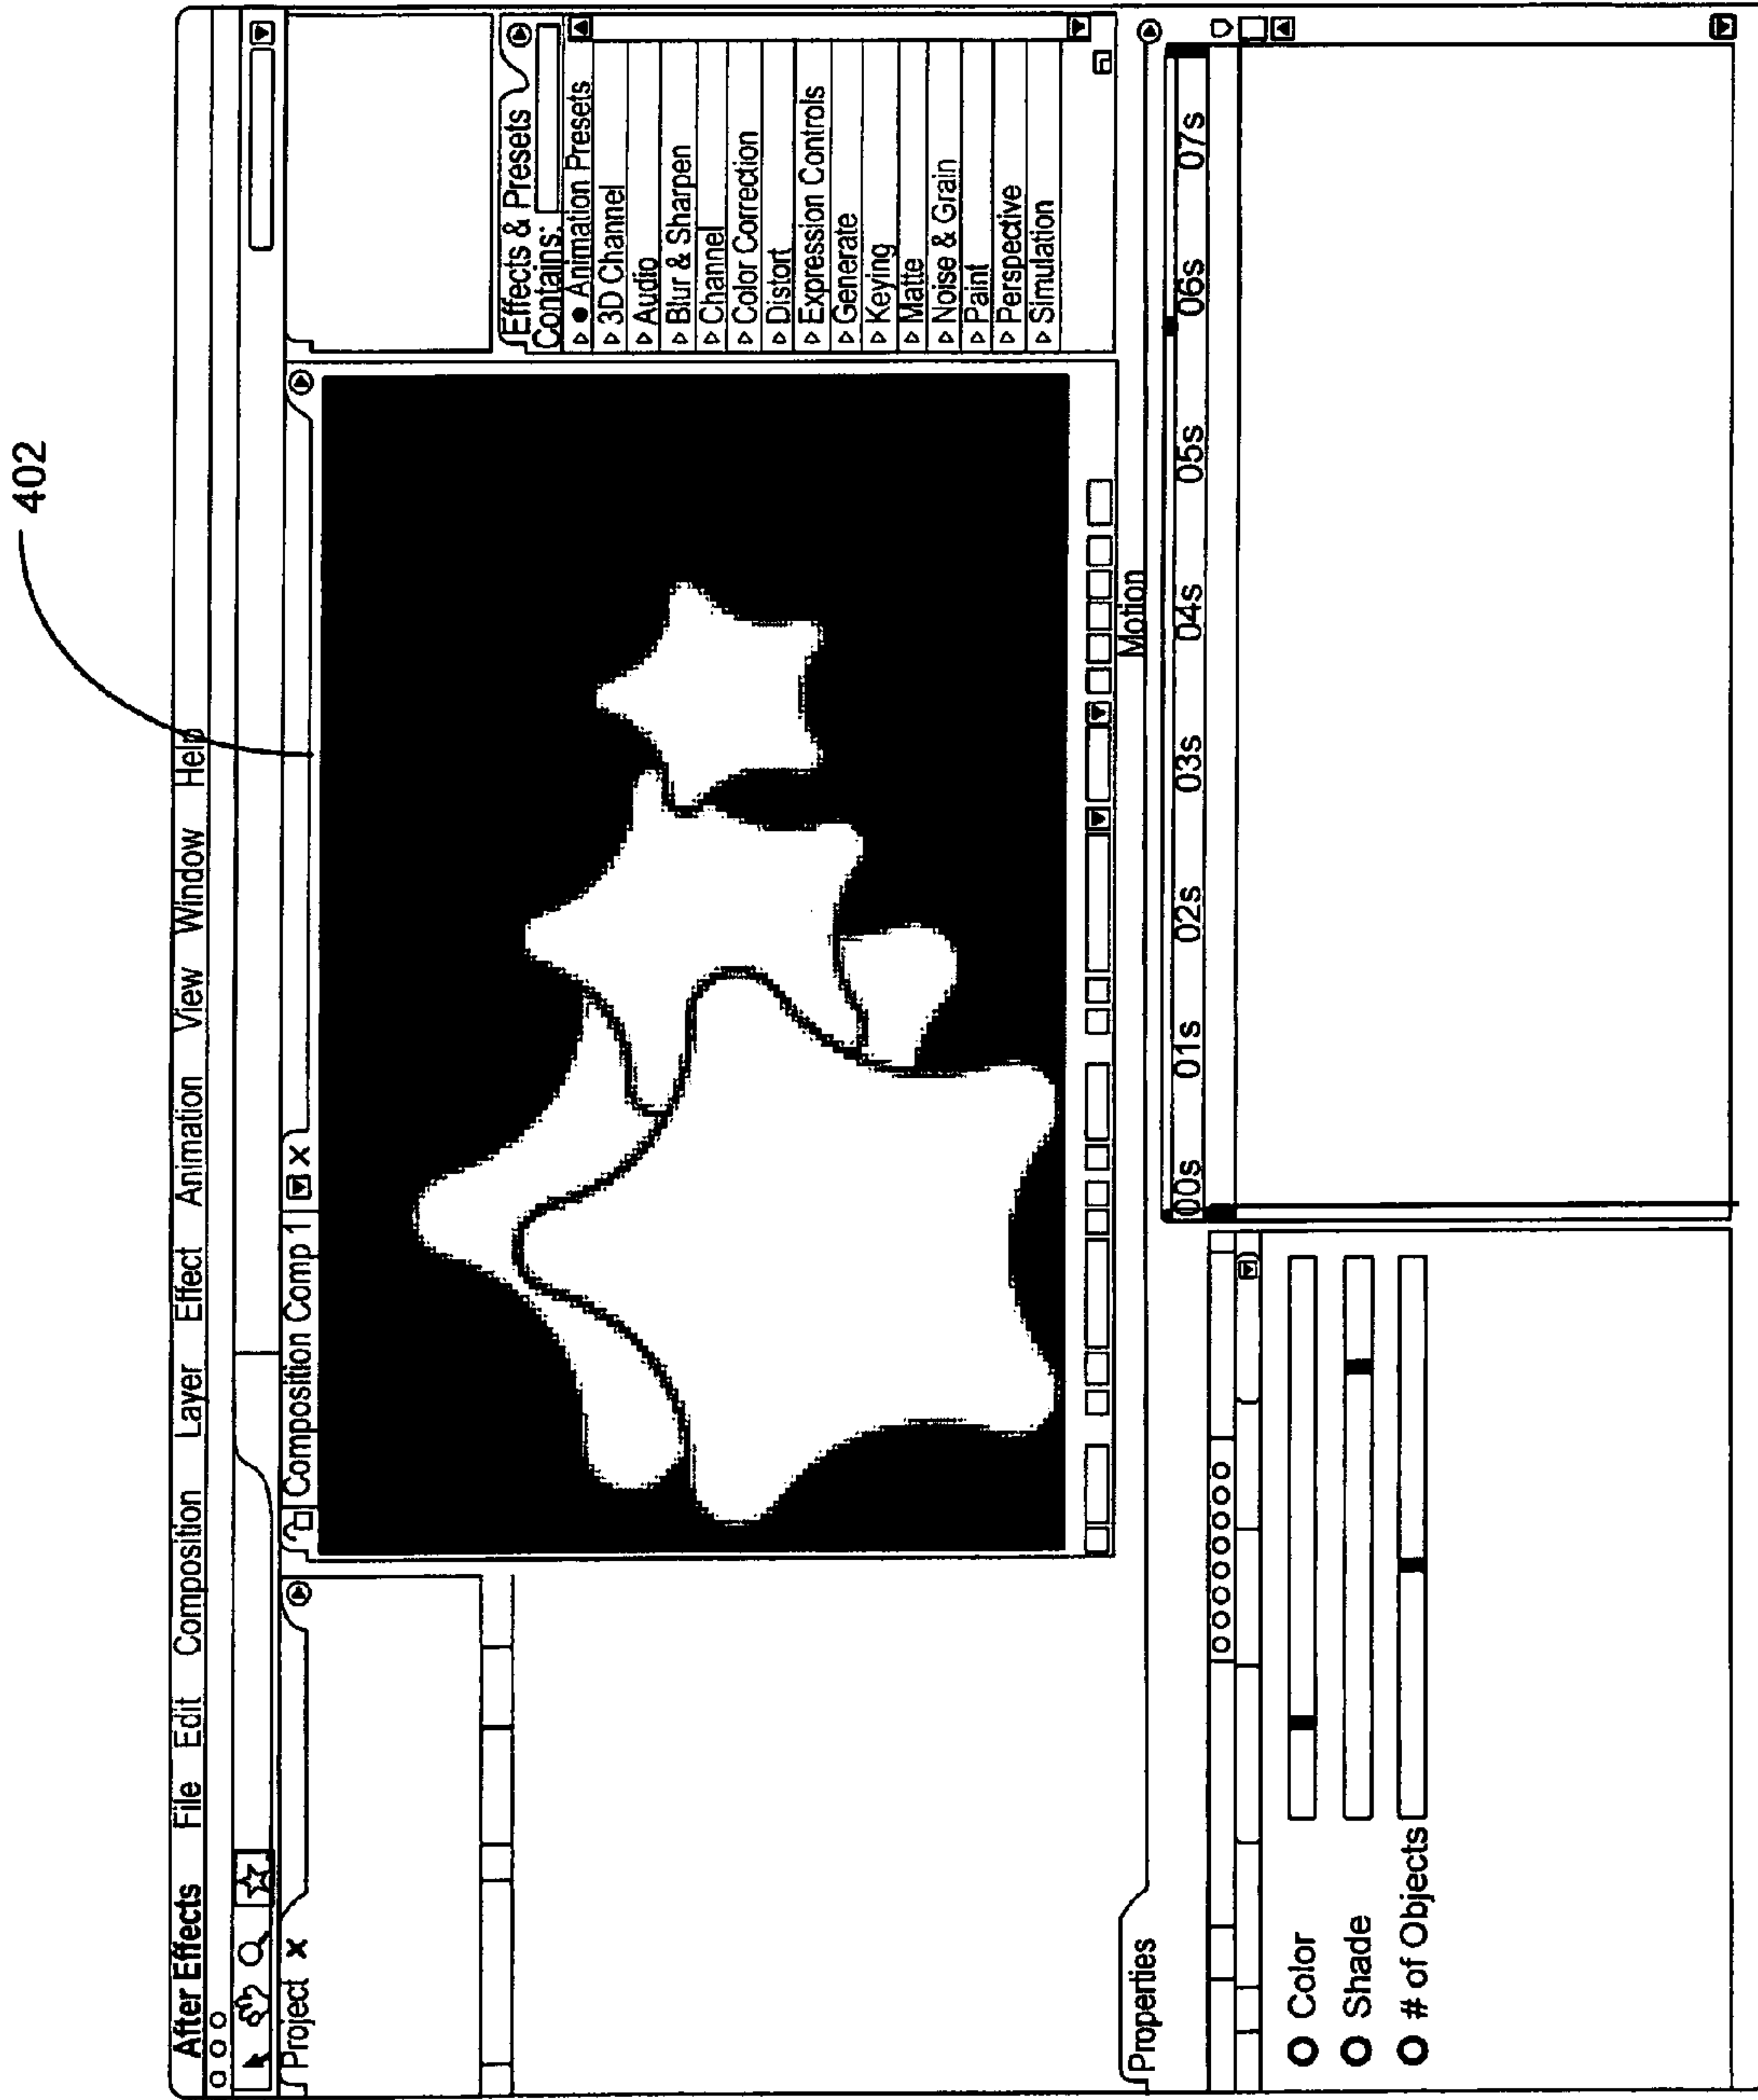 402
After Effects File Edit Composition Layer Effect Animation View Window Help
Project x
Composition Comp 1 x
Effects & Presets
Contains:
Animation Presets
3D Channel
Audio
Blur & Sharpen
Channel
Color Correction
Distort
Expression Controls
Generate
Keying
Matte
Noise & Grain
Paint
Perspective
Simulation
Motion
Properties
00s 01s 02s 03s 04s 05s 06s 07s
Color
Shade
# of Objects